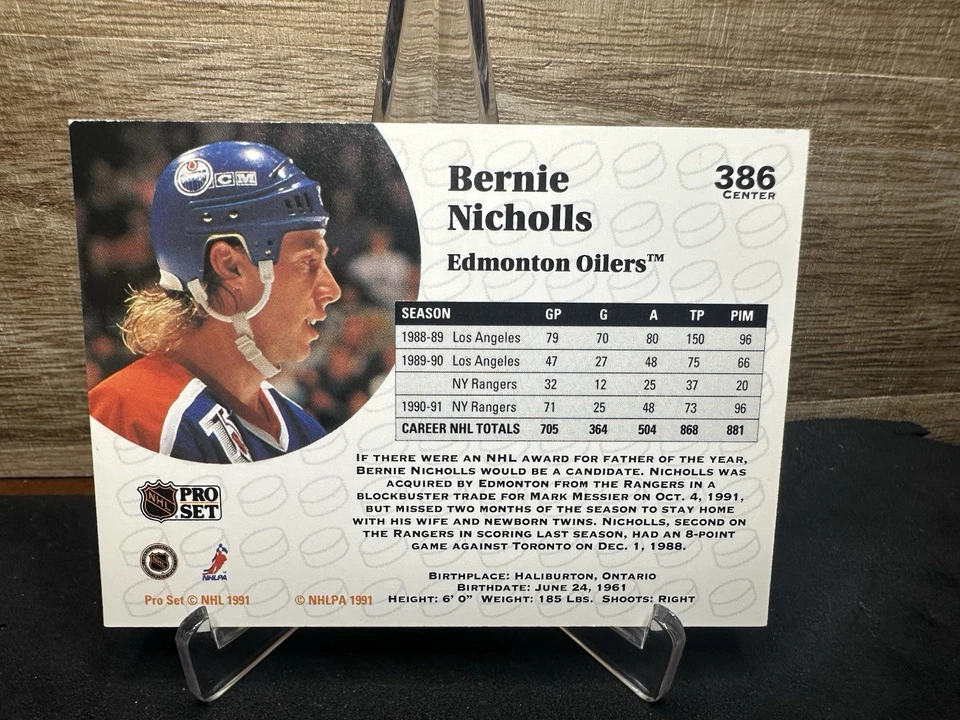 CCM
Bernie
Nicholls
Edmonton Oilers™
386
CENTER
SEASON GP G A TP PIM
1988-89 Los Angeles 79 70 80 150 96
1989-90 Los Angeles 47 27 48 75 66
NY Rangers 32 12 25 37 20
1990-91 NY Rangers 71 25 48 73 96
CAREER NHL TOTALS 705 364 504 868 881
IF THERE WERE AN NHL AWARD FOR FATHER OF THE YEAR,
BERNIE NICHOLLS WOULD BE A CANDIDATE. NICHOLLS WAS
ACQUIRED BY EDMONTON FROM THE RANGERS IN A
BLOCKBUSTER TRADE FOR MARK MESSIER ON OCT. 4, 1991,
BUT MISSED TWO MONTHS OF THE SEASON TO STAY HOME
WITH HIS WIFE AND NEWBORN TWINS. NICHOLLS, SECOND ON
THE RANGERS IN SCORING LAST SEASON, HAD AN 8-POINT
GAME AGAINST TORONTO ON DEC. 1, 1988.
NHL PRO
SET
NHLPA
BIRTHPLACE: HALIBURTON, ONTARIO
BIRTHDATE: JUNE 24, 1961
HEIGHT: 6' 0" WEIGHT: 185 LBS. SHOOTS: RIGHT
Pro Set © NHL 1991 © NHLPA 1991